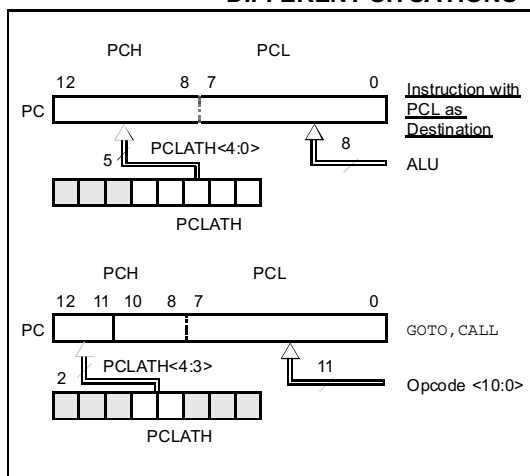 PCH PCL
12 8 7 0
Instruction with
PCL as
Destination
PC
PCLATH<4:0>
5
8
ALU
PCLATH
PCH PCL
12 11 10 8 7 0
PC
GOTO,CALL
PCLATH<4:3>
2
11
Opcode <10:0>
PCLATH